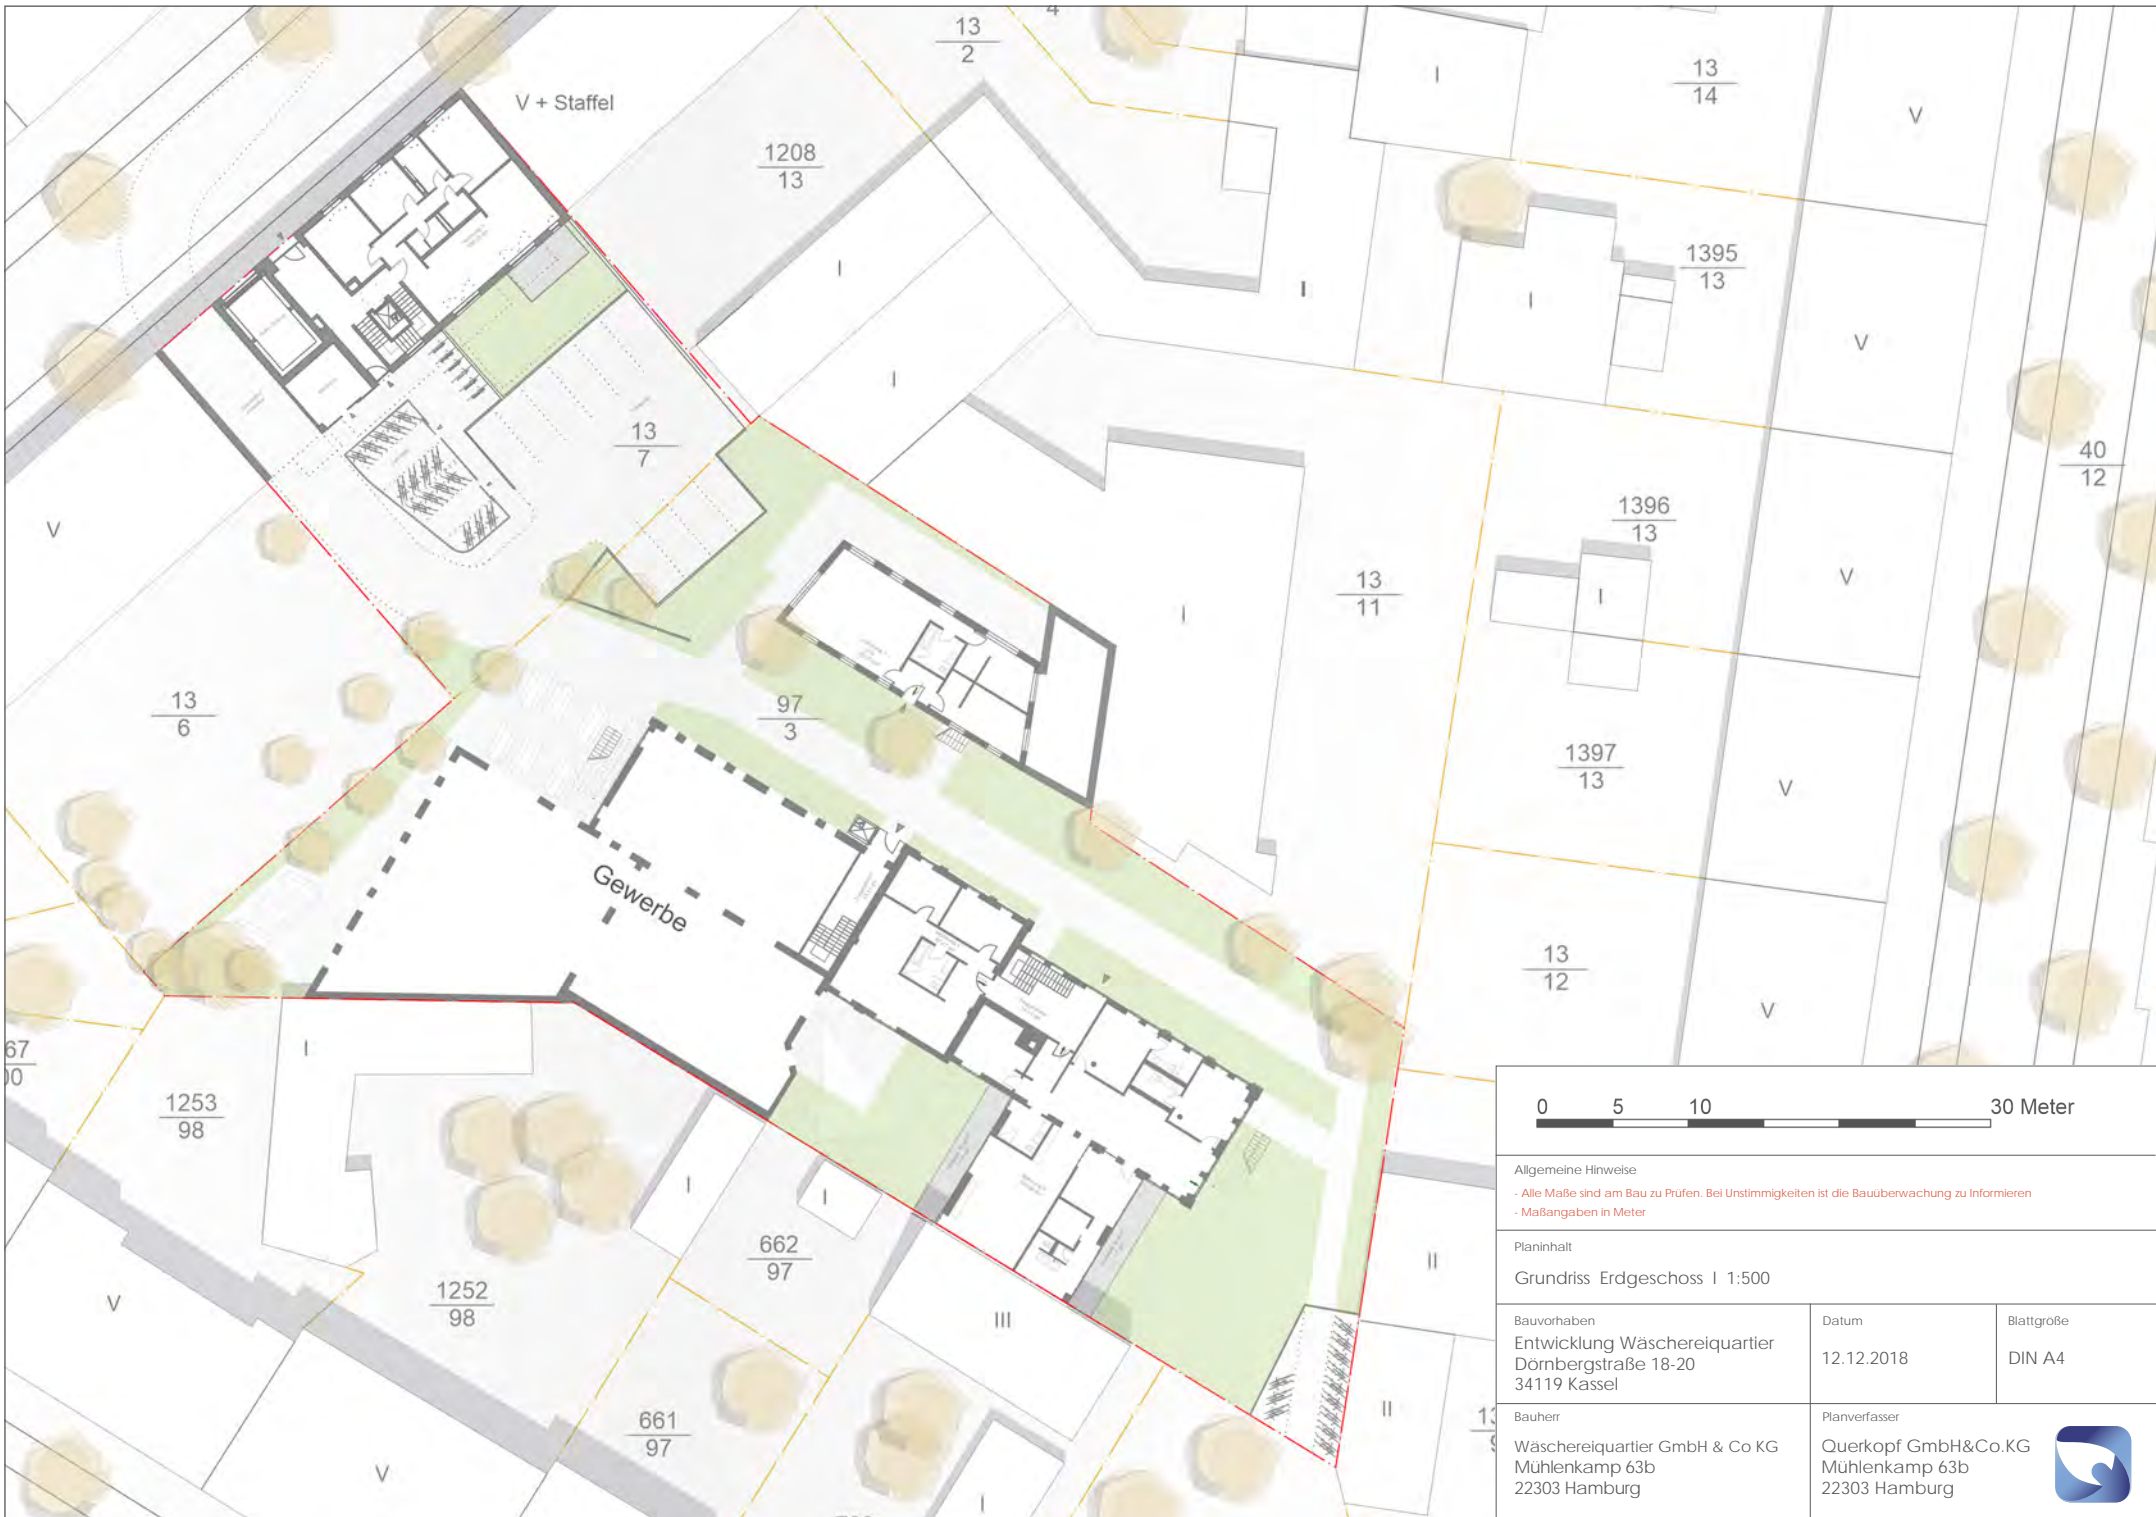 13
2
4
V + Staffel
I
13
14
V
1208
13
1395
13
I
I
I
V
I
13
7
40
12
V
1396
13
V
13
11
I
I
13
6
97
3
1397
13
V
Gewerbe
13
12
V
67
00
I
1253
98
I
I
662
97
II
1252
98
V
III
661
97
II
V
I
0 5 10 30 Meter
Allgemeine Hinweise
- Alle Maße sind am Bau zu Prüfen. Bei Unstimmigkeiten ist die Bauüberwachung zu Informieren
- Maßangaben in Meter
Planinhalt
Grundriss Erdgeschoss I 1:500
Bauvorhaben
Entwicklung Wäschereiquartier
Dörnbergstraße 18-20
34119 Kassel
Datum
12.12.2018
Blattgröße
DIN A4
Bauherr
Wäschereiquartier GmbH & Co KG
Mühlenkamp 63b
22303 Hamburg
Planverfasser
Querkopf GmbH&Co.KG
Mühlenkamp 63b
22303 Hamburg